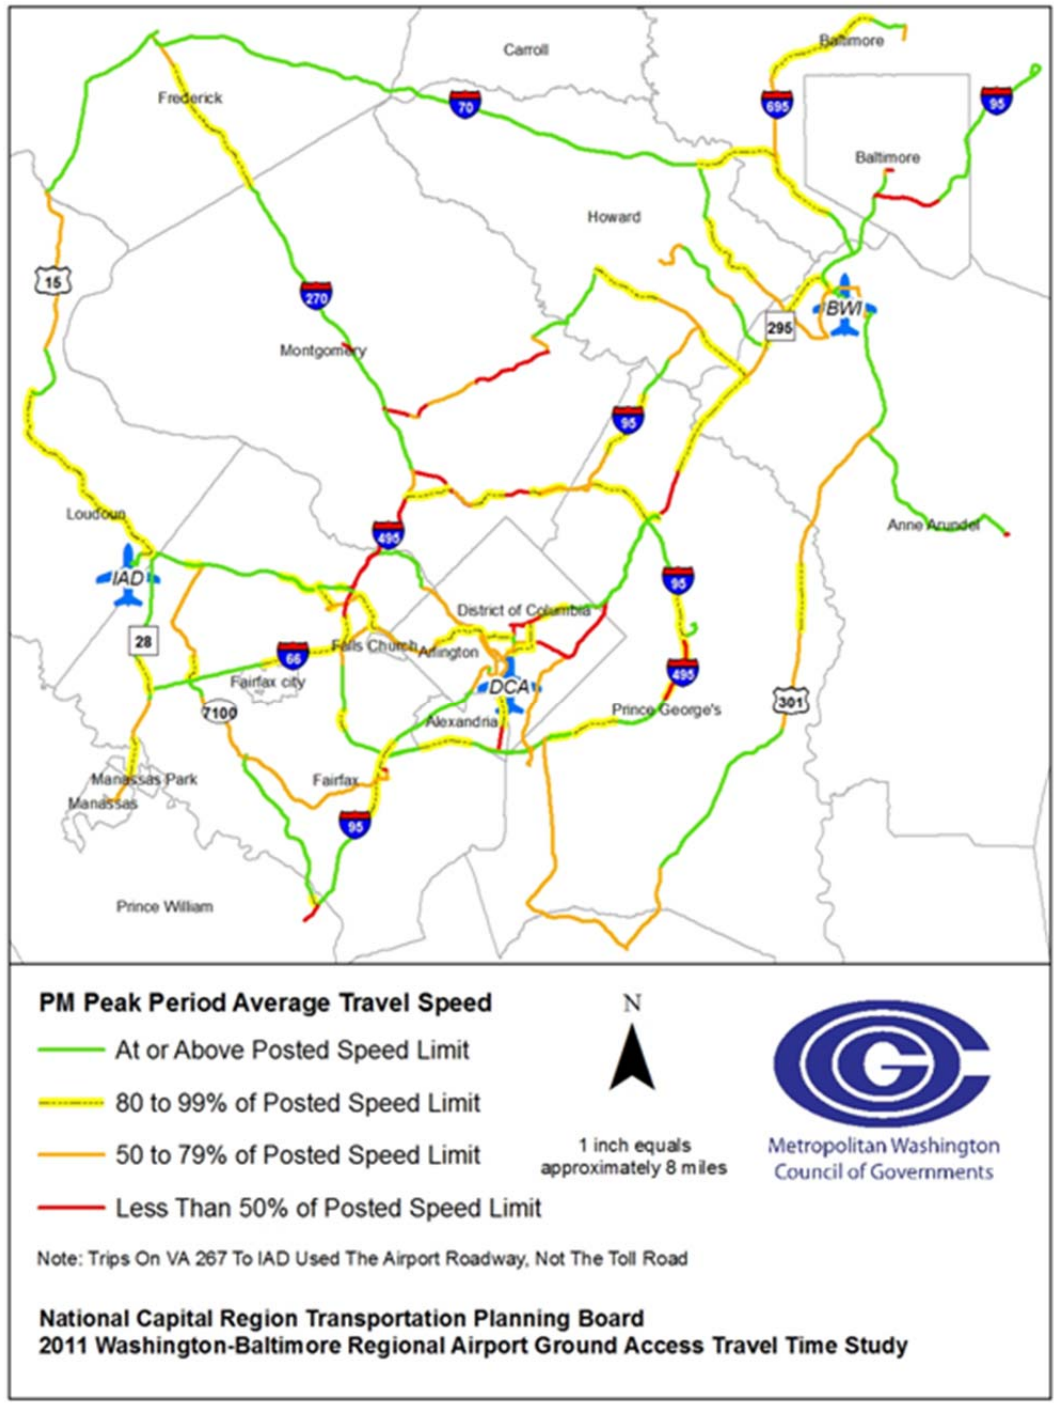 Carroll
Baltimore
Frederick
70
695
95
Baltimore
Howard
15
270
BWI
295
Montgomery
95
Loudoun
Anne Arundel
495
IAD
95
District of Columbia
28
Falls Church
Arlington
66
495
Fairfax city
DCA
301
7100
Prince George's
Alexandria
Manassas Park
Fairfax
Manassas
95
Prince William
PM Peak Period Average Travel Speed
N
At or Above Posted Speed Limit
80 to 99% of Posted Speed Limit
50 to 79% of Posted Speed Limit
Less Than 50% of Posted Speed Limit
1 inch equals
approximately 8 miles
COG
Metropolitan Washington
Council of Governments
Note: Trips On VA 267 To IAD Used The Airport Roadway, Not The Toll Road
National Capital Region Transportation Planning Board
2011 Washington-Baltimore Regional Airport Ground Access Travel Time Study